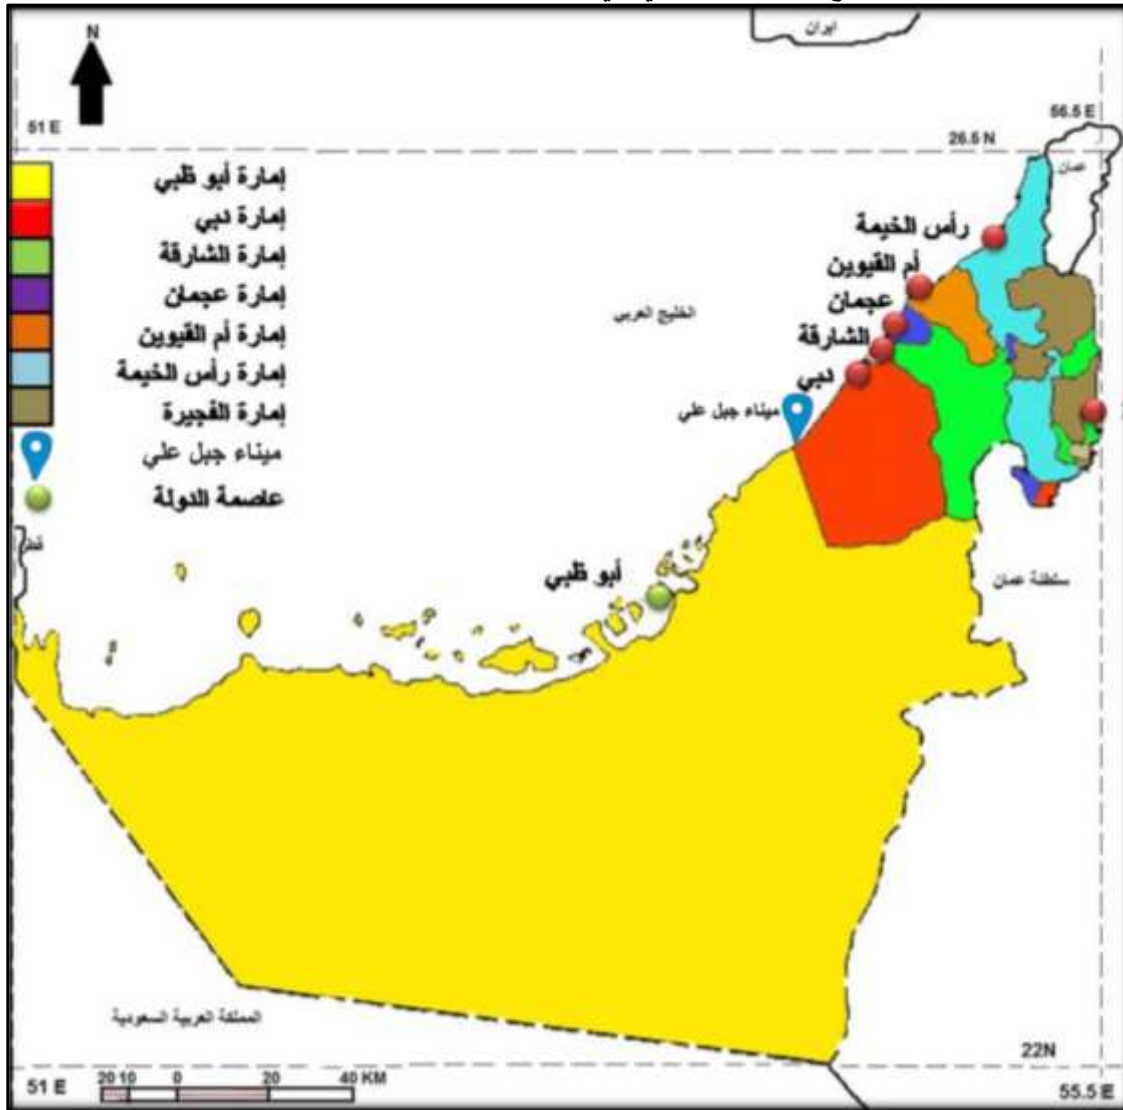 ايران
N
51 E
56.5 E
26.5 N
عمان
إمارة أبو ظبي
إمارة دبي
إمارة الشارقة
إمارة عجمان
إمارة أم القيوين
إمارة رأس الخيمة
إمارة الفجيرة
ميناء جبل علي
عاصمة الدولة
رأس الخيمة
أم القيوين
عجمان
الشارقة
دبي
الخليج العربي
ميناء جبل علي
قطر
أبو ظبي
سلطنة عمان
المملكة العربية السعودية
22N
51 E
20 10 0 20 40 KM
55.5 E